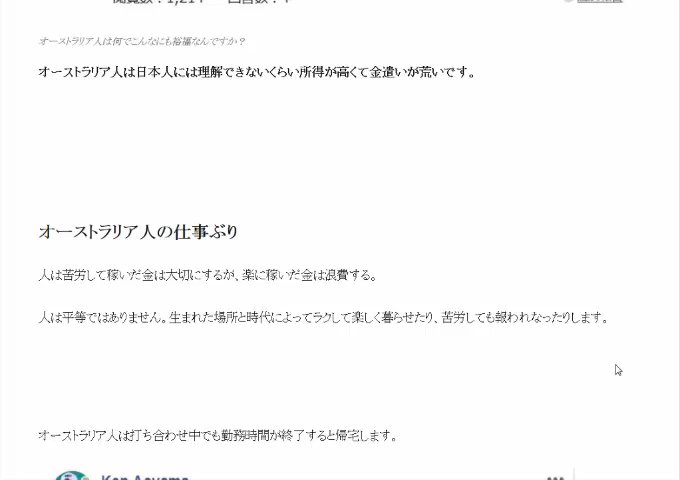 閲覧数：1,214 回答数：
オーストラリア人は何でこんなにも裕福なんですか？
オーストラリア人は日本人には理解できないくらい所得が高くて金遣いが荒いです。
オーストラリア人の仕事ぶり
人は苦労して稼いだ金は大切にするが、楽に稼いだ金は浪費する。
人は平等ではありません。生まれた場所と時代によってラクして楽しく暮らせたり、苦労しても報われなったりします。
オーストラリア人は打ち合わせ中でも勤務時間が終了すると帰宅します。
Ken Aoyama